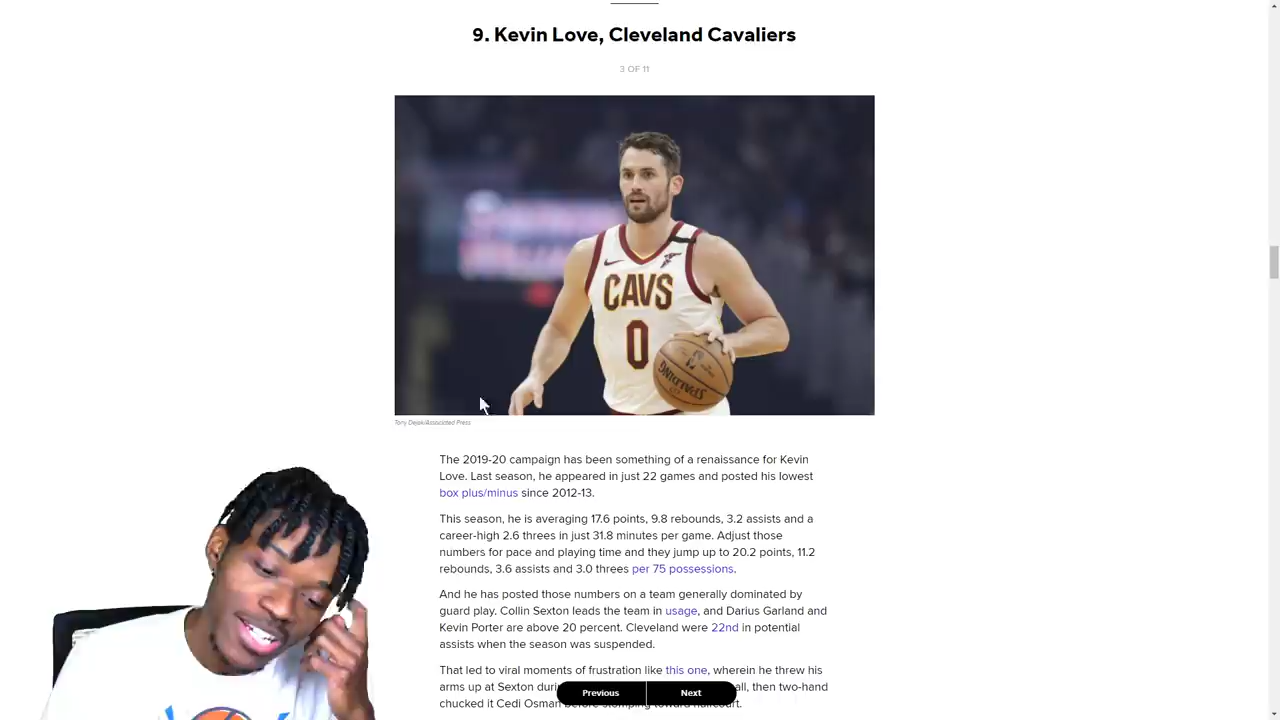 9. Kevin Love, Cleveland Cavaliers
3 OF 11
CAVS
0
SPALDING
Tony Dejak/Associated Press
The 2019-20 campaign has been something of a renaissance for Kevin
Love. Last season, he appeared in just 22 games and posted his lowest
box plus/minus since 2012-13.
This season, he is averaging 17.6 points, 9.8 rebounds, 3.2 assists and a
career-high 2.6 threes in just 31.8 minutes per game. Adjust those
numbers for pace and playing time and they jump up to 20.2 points, 11.2
rebounds, 3.6 assists and 3.0 threes per 75 possessions.
And he has posted those numbers on a team generally dominated by
guard play. Collin Sexton leads the team in usage, and Darius Garland and
Kevin Porter are above 20 percent. Cleveland were 22nd in potential
assists when the season was suspended.
That led to viral moments of frustration like this one, wherein he threw his
arms up at Sexton all, then two-hand
Previous Next
chucked it Cedi Osman